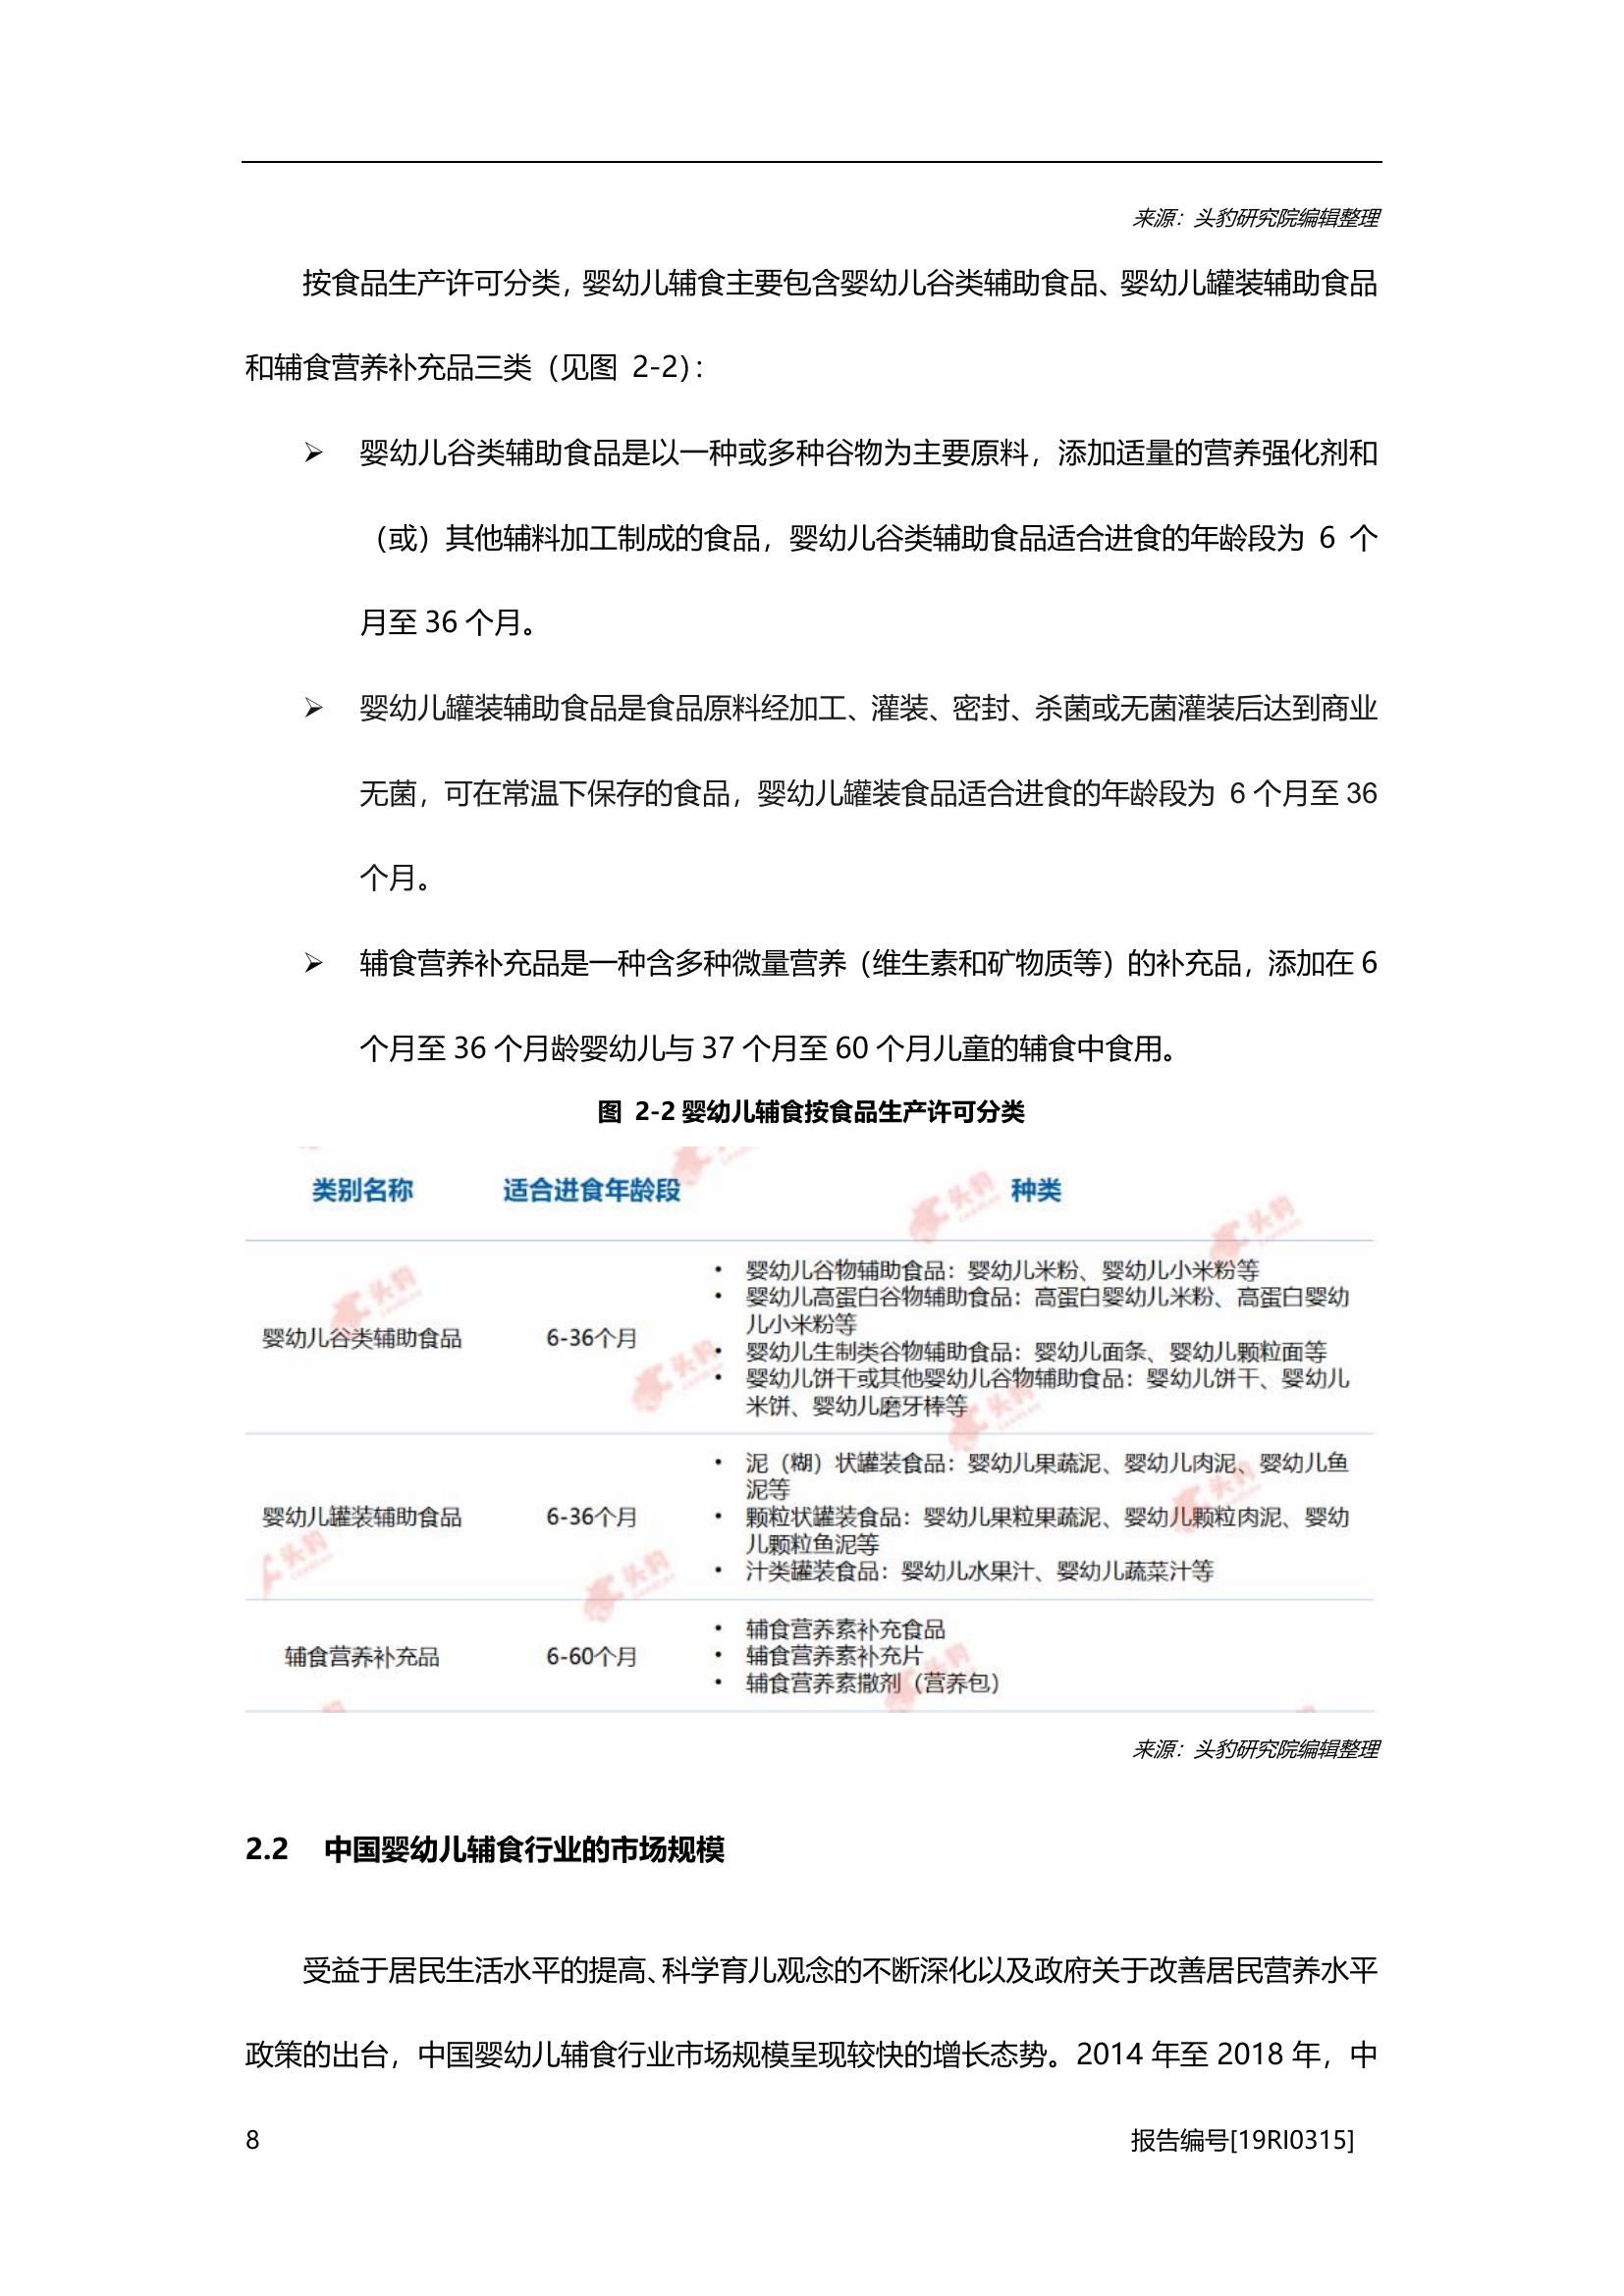 来源：头豹研究院编辑整理
按食品生产许可分类，婴幼儿辅食主要包含婴幼儿谷类辅助食品、婴幼儿罐装辅助食品
和辅食营养补充品三类（见图 2-2）：
➢ 婴幼儿谷类辅助食品是以一种或多种谷物为主要原料，添加适量的营养强化剂和
（或）其他辅料加工制成的食品，婴幼儿谷类辅助食品适合进食的年龄段为 6 个
月至 36 个月。
➢ 婴幼儿罐装辅助食品是食品原料经加工、灌装、密封、杀菌或无菌灌装后达到商业
无菌，可在常温下保存的食品，婴幼儿罐装食品适合进食的年龄段为 6 个月至 36
个月。
➢ 辅食营养补充品是一种含多种微量营养（维生素和矿物质等）的补充品，添加在 6
个月至 36 个月龄婴幼儿与 37 个月至 60 个月儿童的辅食中食用。
图 2-2 婴幼儿辅食按食品生产许可分类
类别名称 适合进食年龄段 种类
婴幼儿谷类辅助食品 6-36个月
• 婴幼儿谷物辅助食品：婴幼儿米粉、婴幼儿小米粉等
• 婴幼儿高蛋白谷物辅助食品：高蛋白婴幼儿米粉、高蛋白婴幼
儿小米粉等
• 婴幼儿生制类谷物辅助食品：婴幼儿面条、婴幼儿颗粒面等
• 婴幼儿饼干或其他婴幼儿谷物辅助食品：婴幼儿饼干、婴幼儿
米饼、婴幼儿磨牙棒等
婴幼儿罐装辅助食品 6-36个月
• 泥（糊）状罐装食品：婴幼儿果蔬泥、婴幼儿肉泥、婴幼儿鱼
泥等
• 颗粒状罐装食品：婴幼儿果粒果蔬泥、婴幼儿颗粒肉泥、婴幼
儿颗粒鱼泥等
• 汁类罐装食品：婴幼儿水果汁、婴幼儿蔬菜汁等
辅食营养补充品 6-60个月
• 辅食营养素补充食品
• 辅食营养素补充片
• 辅食营养素撒剂（营养包）
来源：头豹研究院编辑整理
2.2 中国婴幼儿辅食行业的市场规模
受益于居民生活水平的提高、科学育儿观念的不断深化以及政府关于改善居民营养水平
政策的出台，中国婴幼儿辅食行业市场规模呈现较快的增长态势。2014 年至 2018 年，中
8 报告编号[19RI0315]